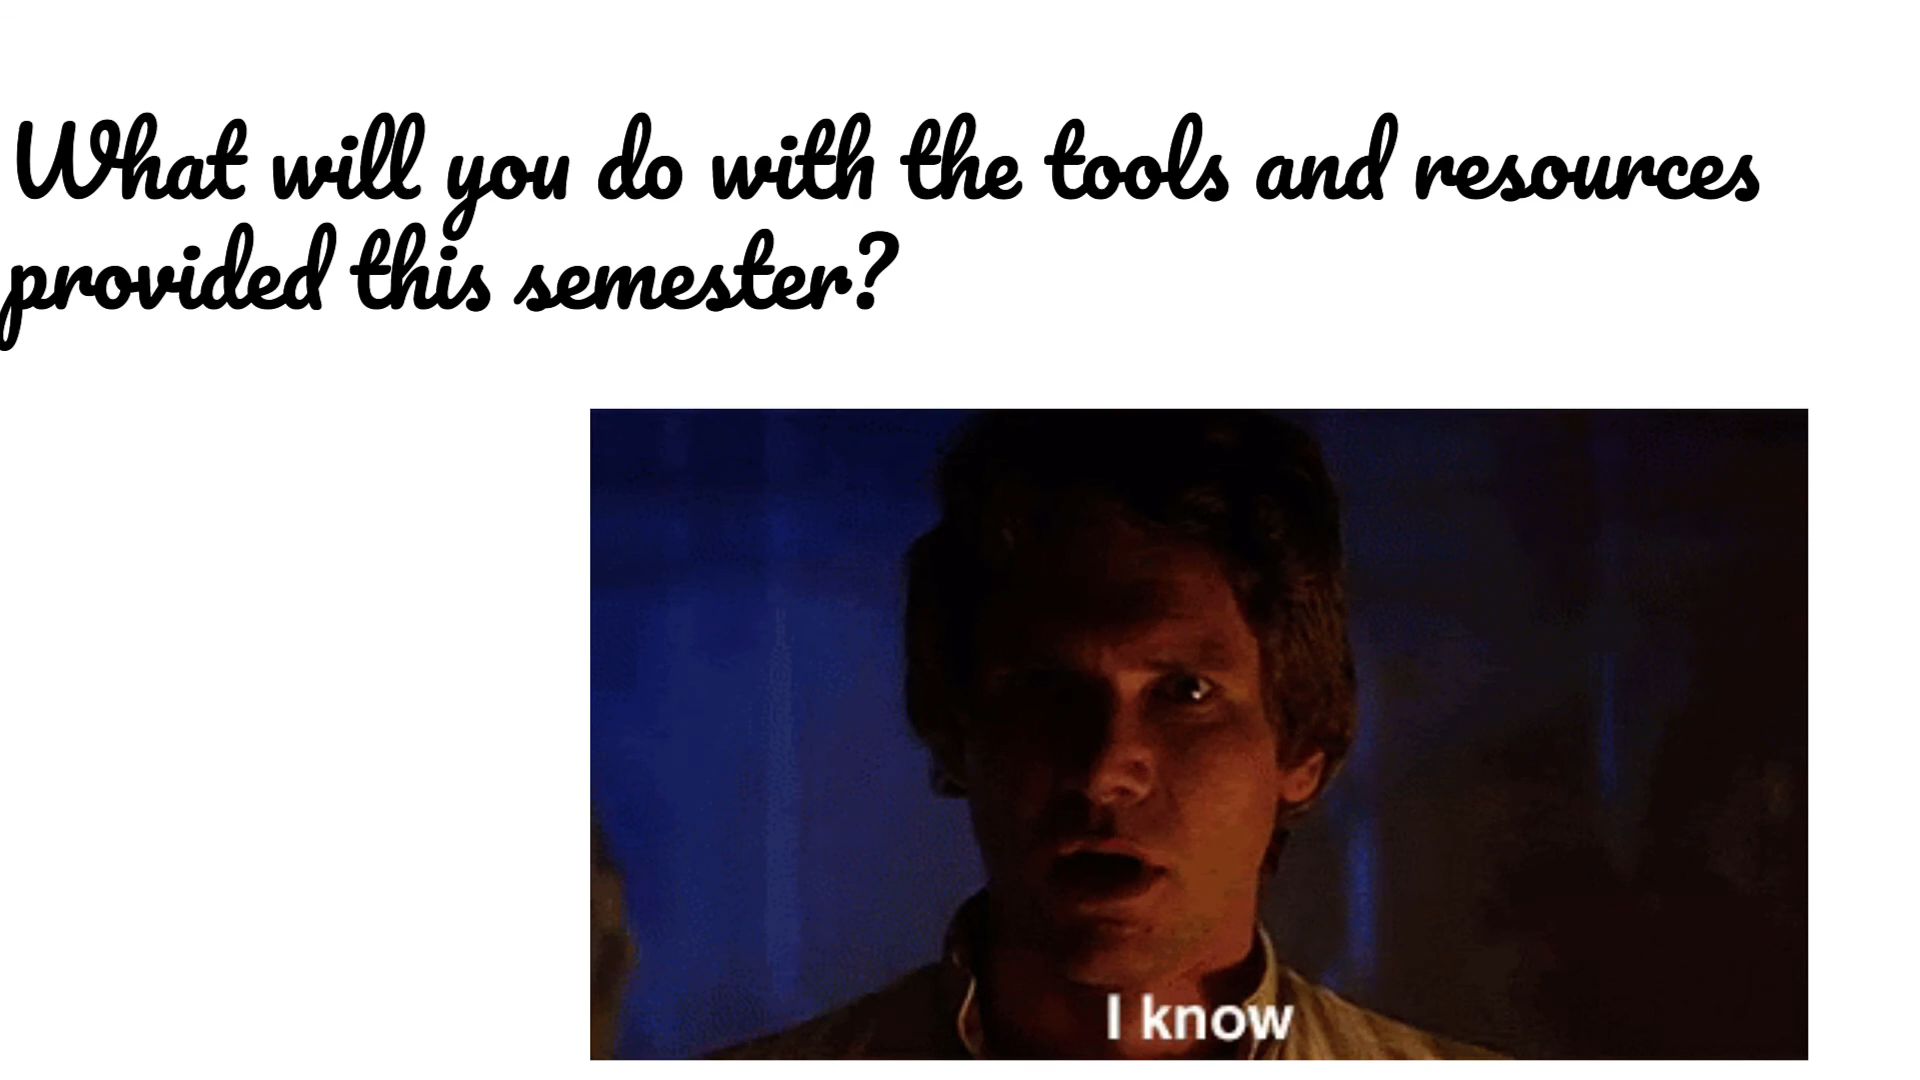 What will you do with the tools and resources
provided this semester?
I know